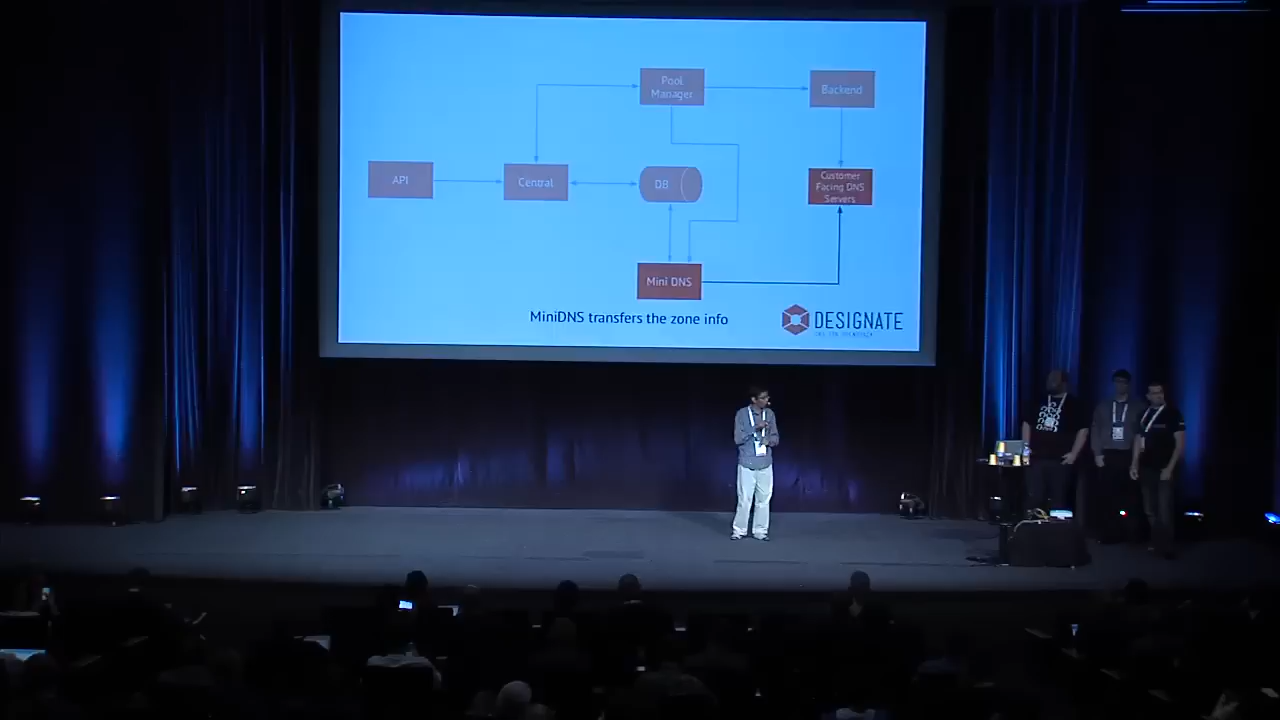 Pool
Manager
Backend
API
Central
DB
Customer
Facing DNS
Servers
Mini DNS
MiniDNS transfers the zone info
DESIGNATE